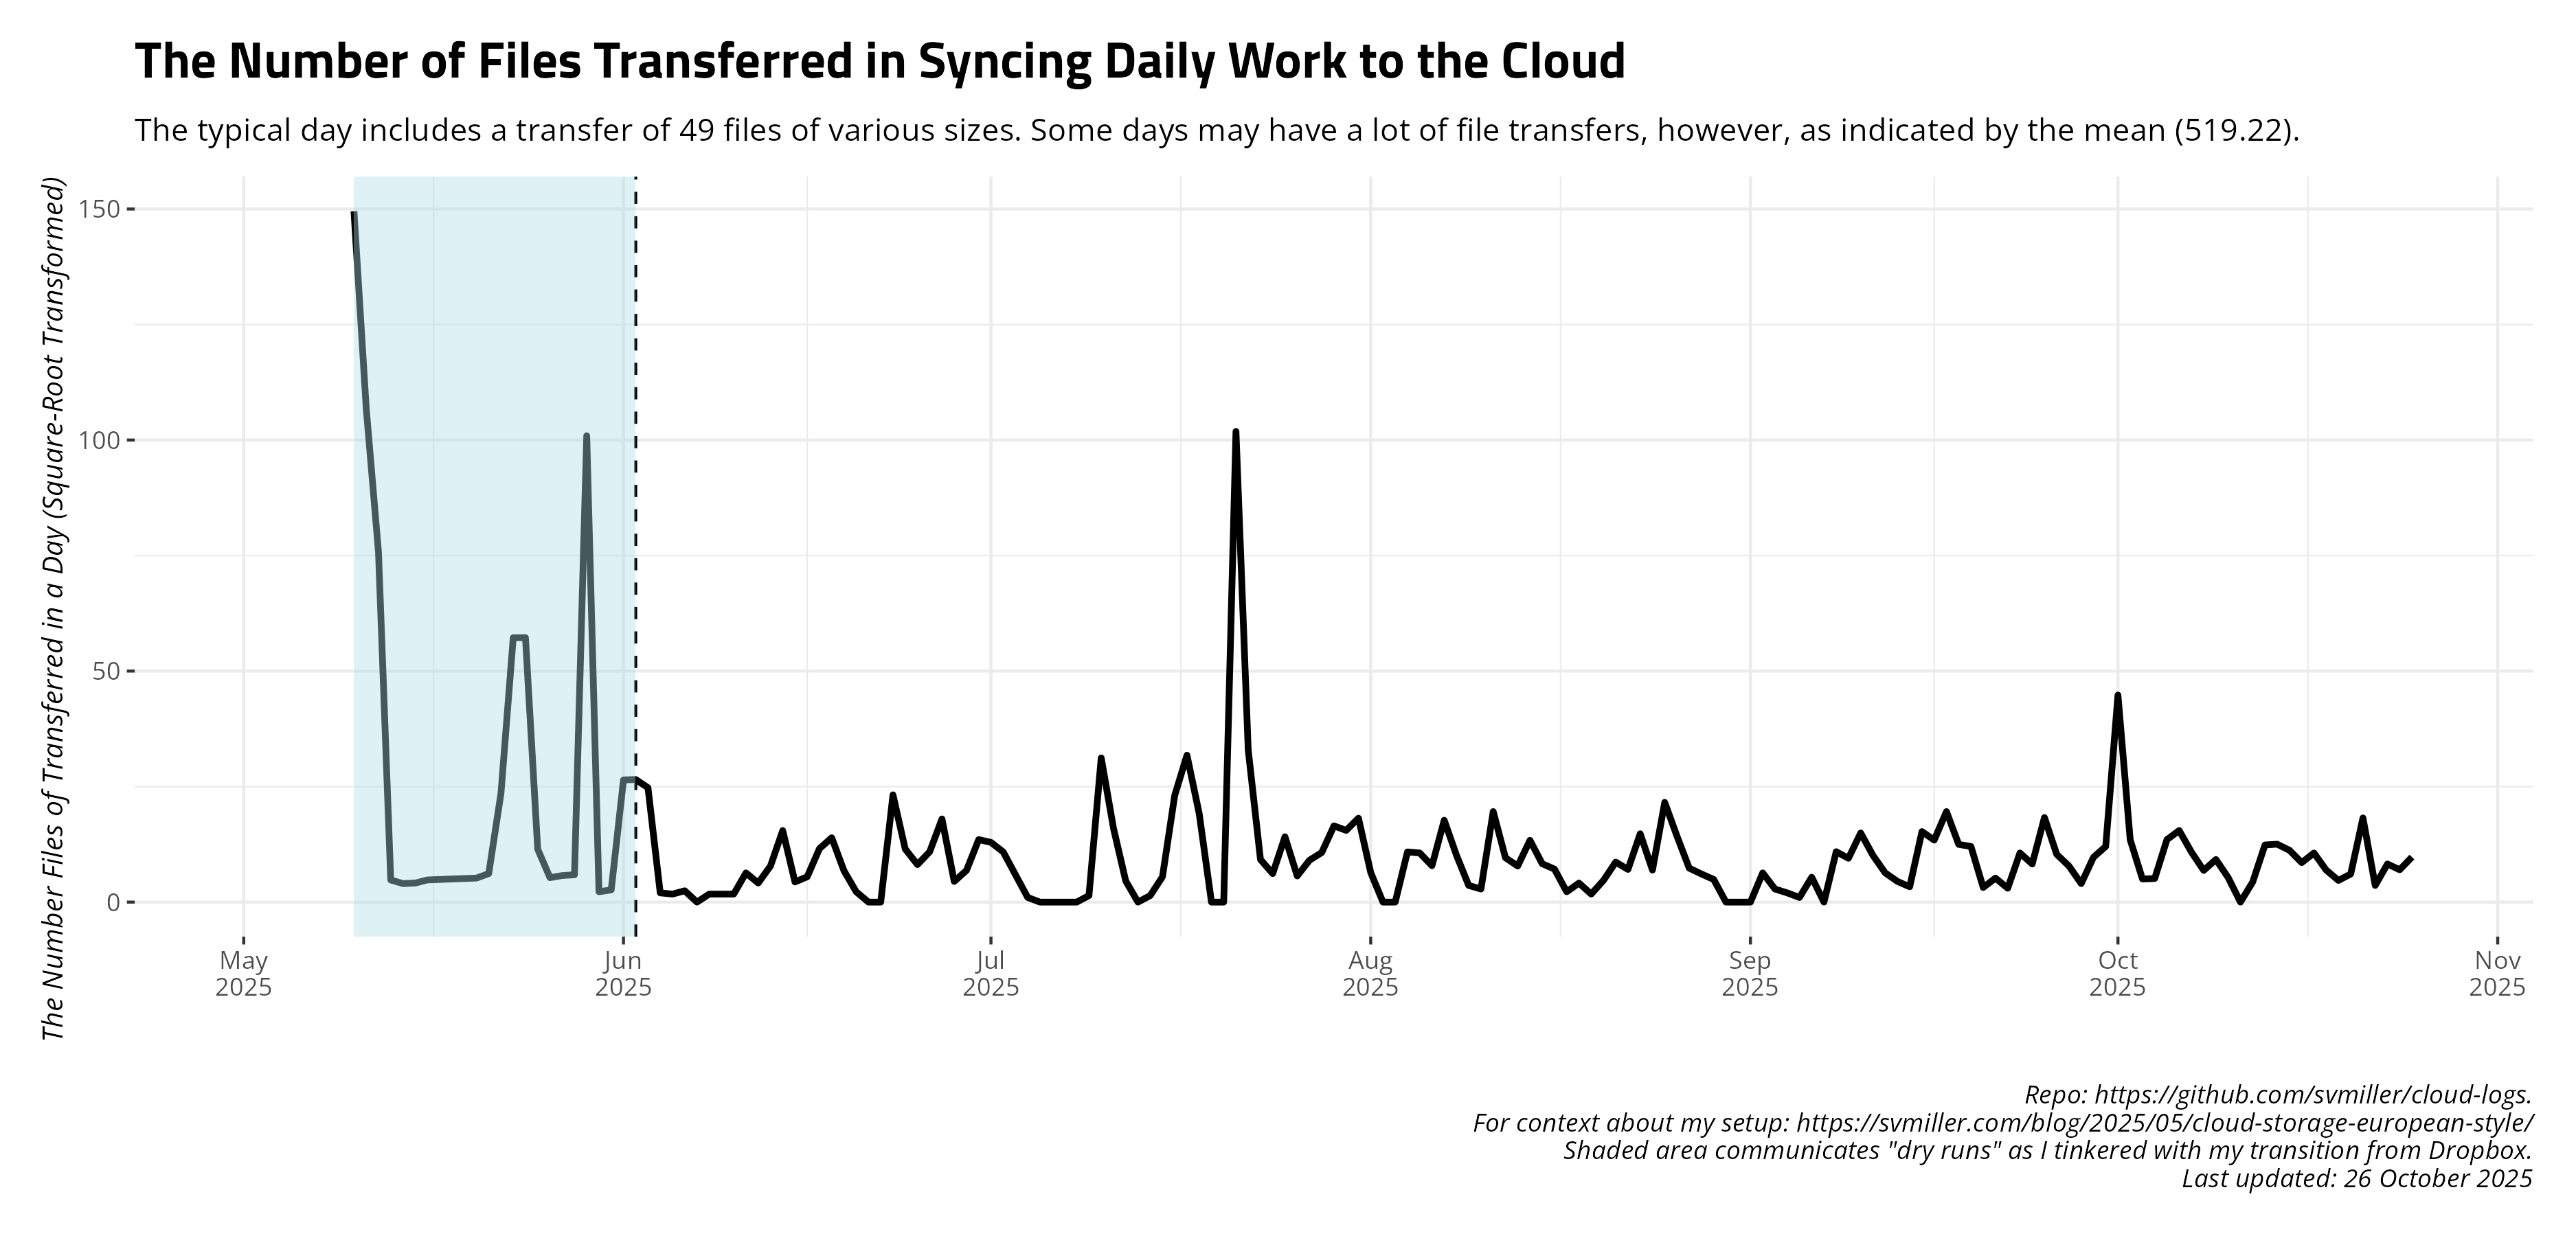 The Number of Files Transferred in Syncing Daily Work to the Cloud
The typical day includes a transfer of 49 files of various sizes. Some days may have a lot of file transfers, however, as indicated by the mean (519.22).
The Number Files of Transferred in a Day (Square-Root Transformed)
150
100
50
0
May
2025
Jun
2025
Jul
2025
Aug
2025
Sep
2025
Oct
2025
Nov
2025
Repo: https://github.com/svmiller/cloud-logs.
For context about my setup: https://svmiller.com/blog/2025/05/cloud-storage-european-style/
Shaded area communicates "dry runs" as I tinkered with my transition from Dropbox.
Last updated: 26 October 2025